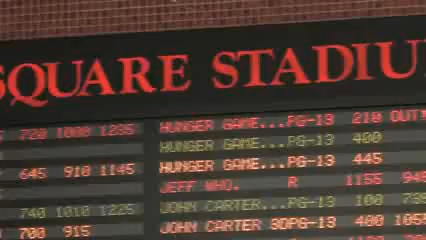 SQUARE STADIU
720 1000 1235 HUNGER GAME...PG-13 210 OUT
HUNGER GAME...PG-13 400
645 910 1145 HUNGER GAME...PG-13 445
JEFF WHO. R 1155 945
740 1010 1225 JOHN CARTER...PG-13 100
700 915 JOHN CARTER 3DPG-13 400